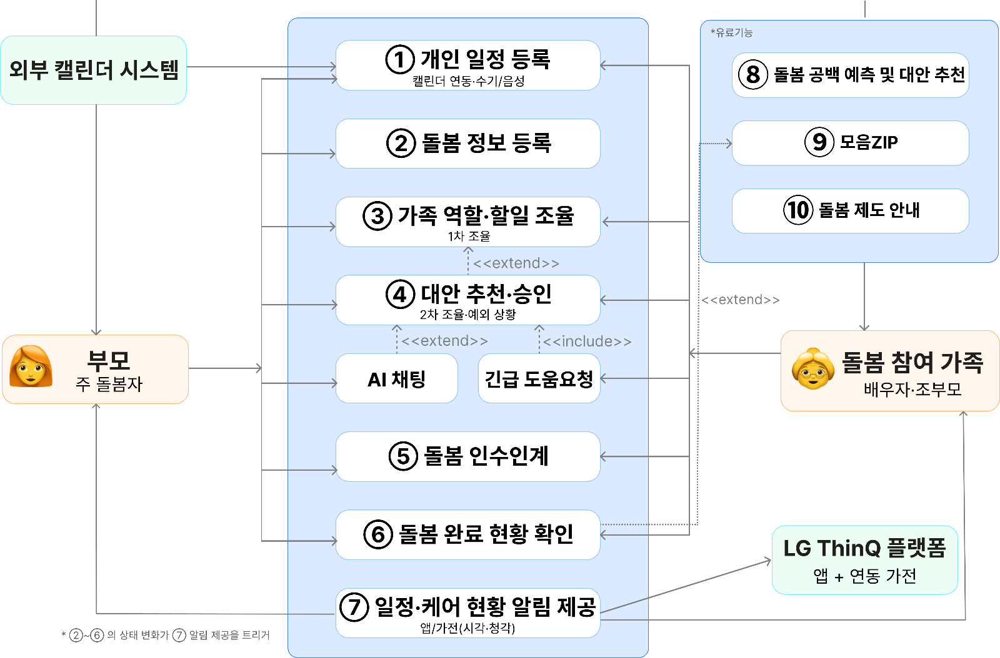 외부 캘린더 시스템
① 개인 일정 등록
캘린더 연동·수기/음성
② 돌봄 정보 등록
③ 가족 역할·할일 조율
1차 조율
<<extend>>
④ 대안 추천·승인
2차 조율·예외 상황
<<extend>>
<<include>>
AI 채팅
긴급 도움요청
⑤ 돌봄 인수인계
⑥ 돌봄 완료 현황 확인
⑦ 일정·케어 현황 알림 제공
앱/가전(시각·청각)
부모
주 돌봄자
* ②~⑥ 의 상태 변화가 ⑦ 알림 제공을 트리거
*유료기능
⑧ 돌봄 공백 예측 및 대안 추천
⑨ 모음ZIP
⑩ 돌봄 제도 안내
<<extend>>
돌봄 참여 가족
배우자·조부모
LG ThinQ 플랫폼
앱 + 연동 가전